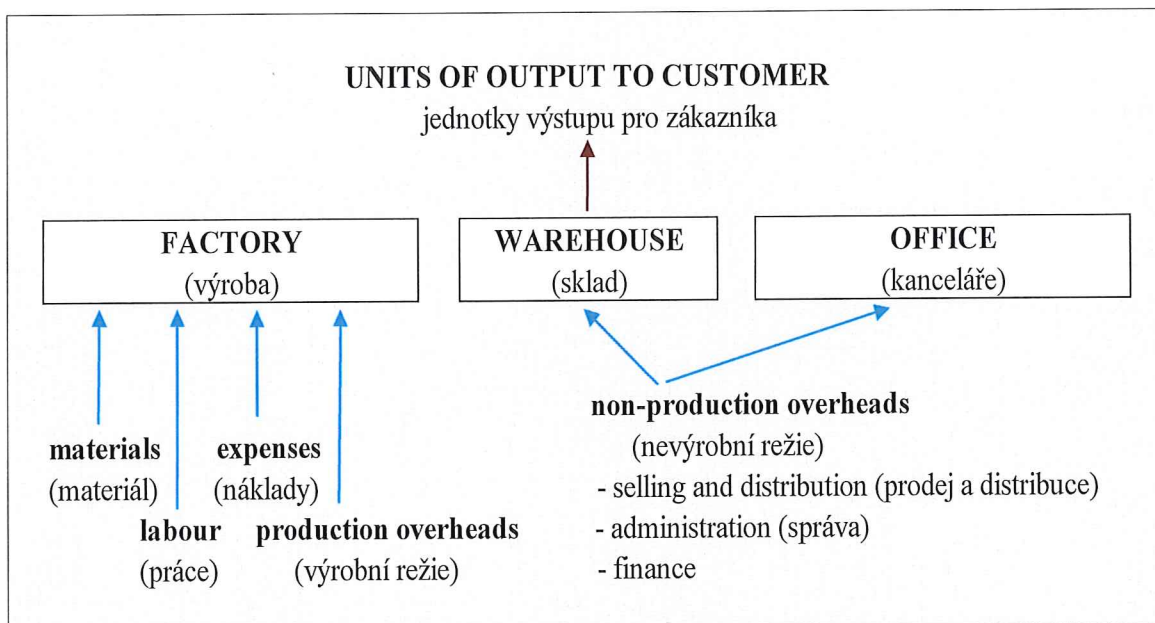 UNITS OF OUTPUT TO CUSTOMER
jednotky výstupu pro zákazníka
FACTORY
(výroba)
WAREHOUSE
(sklad)
OFFICE
(kanceláře)
materials
(materiál)
expenses
(náklady)
labour
(práce)
production overheads
(výrobní režie)
non-production overheads
(nevýrobní režie)
- selling and distribution (prodej a distribuce)
- administration (správa)
- finance